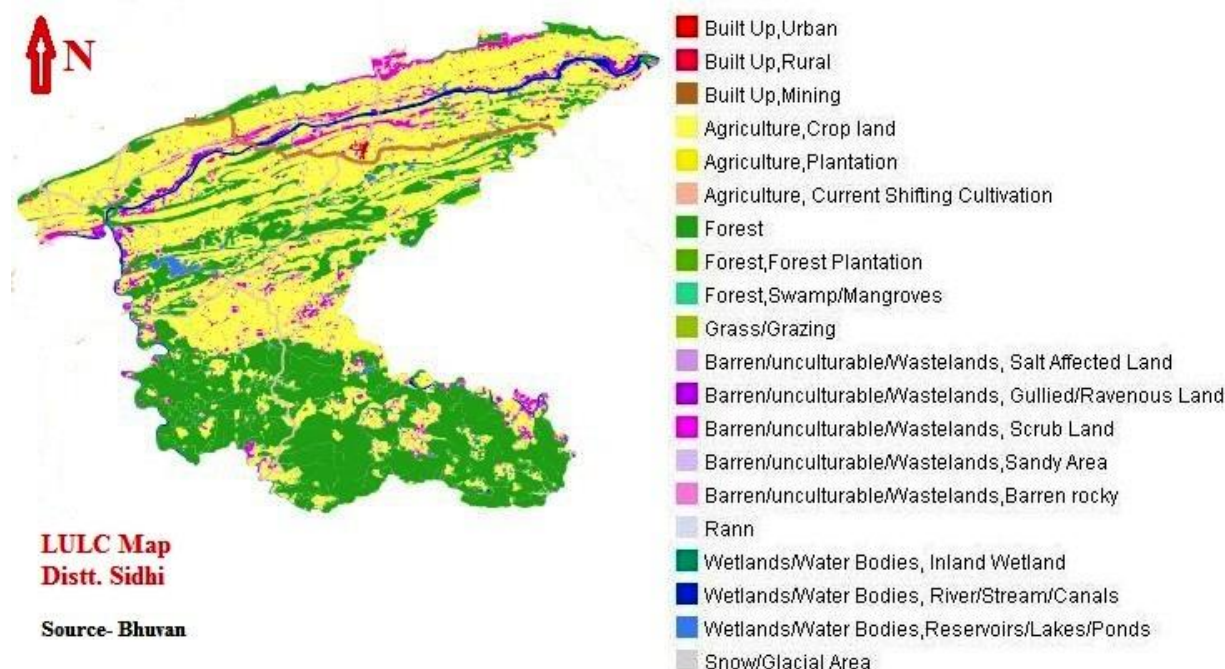 N
Built Up,Urban
Built Up,Rural
Built Up,Mining
Agriculture,Crop land
Agriculture,Plantation
Agriculture, Current Shifting Cultivation
Forest
Forest,Forest Plantation
Forest,Swamp/Mangroves
Grass/Grazing
Barren/unculturable/Wastelands, Salt Affected Land
Barren/unculturable/Wastelands, Gullied/Ravenous Land
Barren/unculturable/Wastelands, Scrub Land
Barren/unculturable/Wastelands,Sandy Area
Barren/unculturable/Wastelands,Barren rocky
Rann
Wetlands/Water Bodies, Inland Wetland
Wetlands/Water Bodies, River/Stream/Canals
Wetlands/Water Bodies,Reservoirs/Lakes/Ponds
Snow/Glacial Area
LULC Map
Distt. Sidhi
Source- Bhuvan